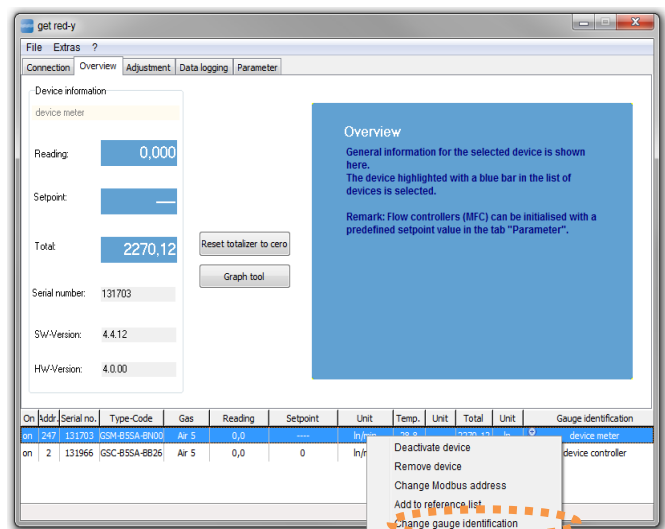 get red-y
File Extras ?
Connection Overview Adjustment Data logging Parameter
Device information
device meter
Overview
General information for the selected device is shown
here.
The device highlighted with a blue bar in the list of
devices is selected.
Remark: Flow controllers (MFC) can be initialised with a
predefined setpoint value in the tab "Parameter".
Reading: 0,000
Setpoint: ---
Total: 2270,12
Reset totalizer to cero
Graph tool
Serial number: 131703
SW-Version: 4.4.12
HW-Version: 4.0.00
On Addr. Serial no. Type-Code Gas Reading Setpoint Unit Temp. Unit Total Unit Gauge identification
on 247 131703 GSM-B5SA-BN00 Air 5 0,0 ---- ln/min 28,8 2270,12 ln device meter
on 2 131966 GSC-B5SA-BB26 Air 5 0,0 0 device controller
Deactivate device
Remove device
Change Modbus address
Add to reference list
Change gauge identification